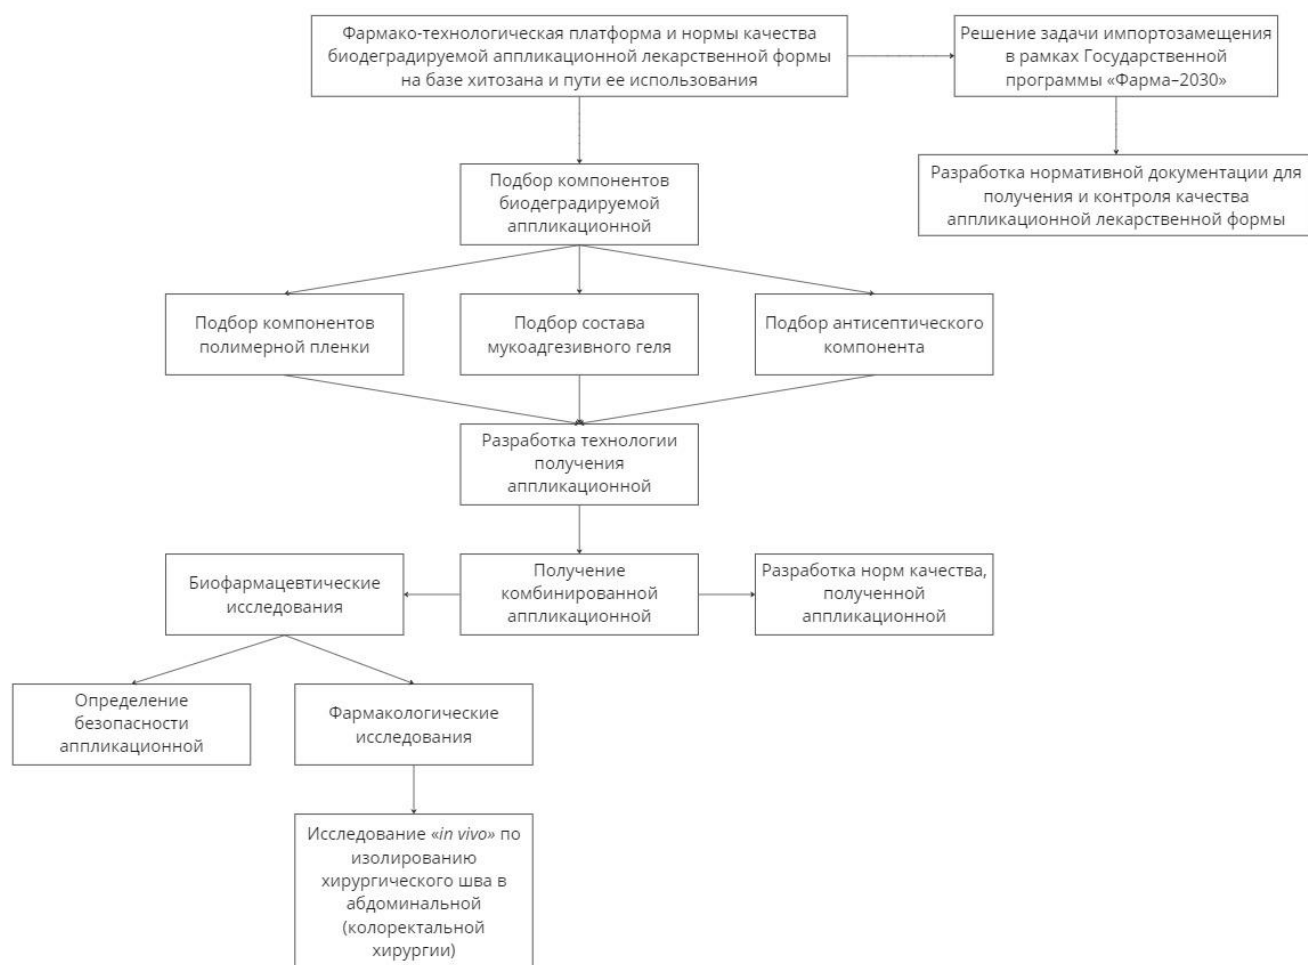 Фармако-технологическая платформа и нормы качества
биодеградируемой аппликационной лекарственной формы
на базе хитозана и пути ее использования
Решение задачи импортозамещения
в рамках Государственной
программы «Фарма–2030»
Разработка нормативной документации для
получения и контроля качества
аппликационной лекарственной формы
Подбор компонентов
биодеградируемой
аппликационной
Подбор компонентов
полимерной пленки
Подбор состава
мукоадгезивного геля
Подбор антисептического
компонента
Разработка технологии
получения
аппликационной
Биофармацевтические
исследования
Получение
комбинированной
аппликационной
Разработка норм качества,
полученной
аппликационной
Определение
безопасности
аппликационной
Фармакологические
исследования
Исследование «in vivo» по
изолированию
хирургического шва в
абдоминальной
(колоректальной
хирургии)